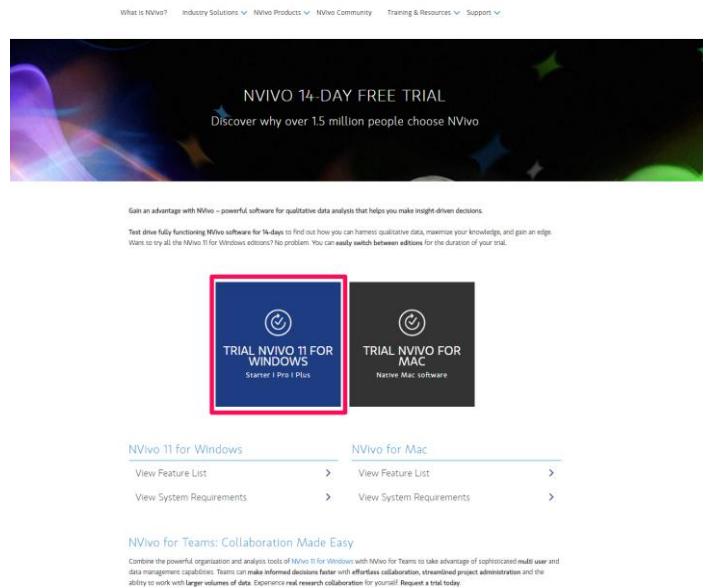 What is NVivo? Industry Solutions NVivo Products NVivo Community Training & Resources Support
NVIVO 14-DAY FREE TRIAL
Discover why over 1.5 million people choose NVivo
Gain an advantage with NVivo – powerful software for qualitative data analysis that helps you make insight-driven decisions.
Test drive fully functioning NVivo software for 14-days to find out how you can harness qualitative data, maximise your knowledge, and gain an edge.
Want to try all the NVivo 11 for Windows editions? No problem. You can easily switch between editions for the duration of your trial.
TRIAL NVIVO 11 FOR
WINDOWS
Starter I Pro I Plus
TRIAL NVIVO FOR
MAC
Native Mac software
NVivo 11 for Windows
View Feature List
View System Requirements
NVivo for Mac
View Feature List
View System Requirements
NVivo for Teams: Collaboration Made Easy
Combine the powerful organization and analysis tools of NVivo 11 for Windows with NVivo for Teams to take advantage of sophisticated multi user and
data management capabilities. Teams can make informed decisions faster with effortless collaboration, streamlined project administration and the
ability to work with larger volumes of data. Experience real research collaboration for yourself. Request a trial today.